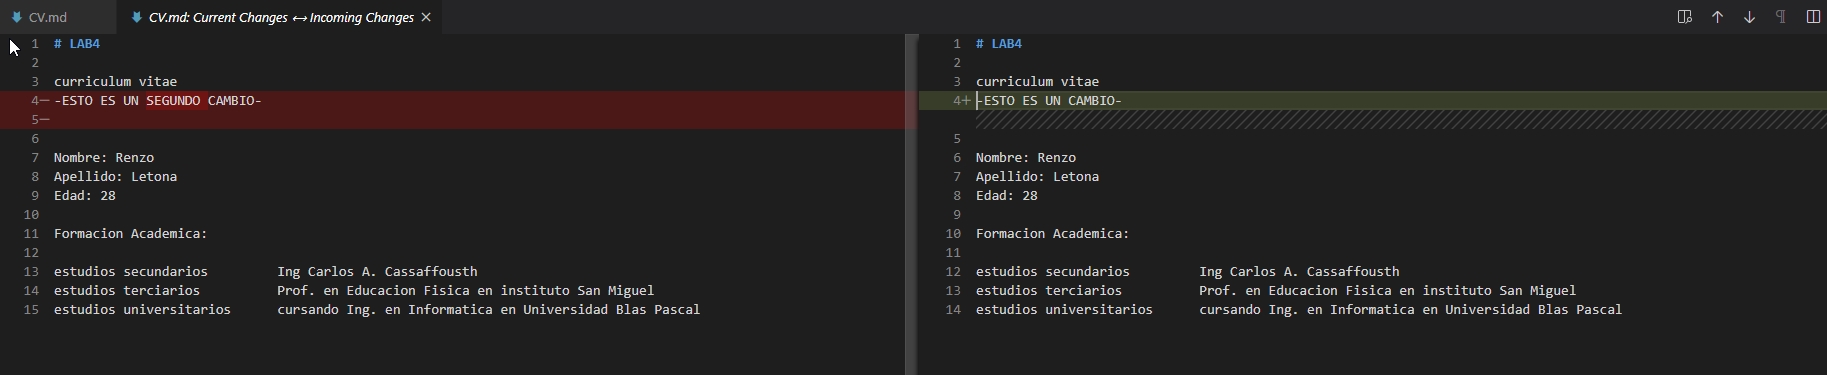 CV.md
CV.md: Current Changes ↔ Incoming Changes
1 # LAB4
2
3 curriculum vitae
4 -ESTO ES UN SEGUNDO CAMBIO-
5
6
7 Nombre: Renzo
8 Apellido: Letona
9 Edad: 28
10
11 Formacion Academica:
12
13 estudios secundarios Ing Carlos A. Cassaffousth
14 estudios terciarios Prof. en Educacion Fisica en instituto San Miguel
15 estudios universitarios cursando Ing. en Informatica en Universidad Blas Pascal
1 # LAB4
2
3 curriculum vitae
4 -ESTO ES UN CAMBIO-
5
6 Nombre: Renzo
7 Apellido: Letona
8 Edad: 28
9
10 Formacion Academica:
11
12 estudios secundarios Ing Carlos A. Cassaffousth
13 estudios terciarios Prof. en Educacion Fisica en instituto San Miguel
14 estudios universitarios cursando Ing. en Informatica en Universidad Blas Pascal